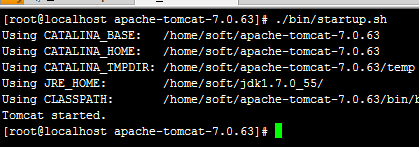 [root@localhost apache-tomcat-7.0.63]# ./bin/startup.sh
Using CATALINA_BASE:   /home/soft/apache-tomcat-7.0.63
Using CATALINA_HOME:   /home/soft/apache-tomcat-7.0.63
Using CATALINA_TMPDIR: /home/soft/apache-tomcat-7.0.63/temp
Using JRE_HOME:        /home/soft/jdk1.7.0_55/
Using CLASSPATH:       /home/soft/apache-tomcat-7.0.63/bin/b
Tomcat started.
[root@localhost apache-tomcat-7.0.63]#